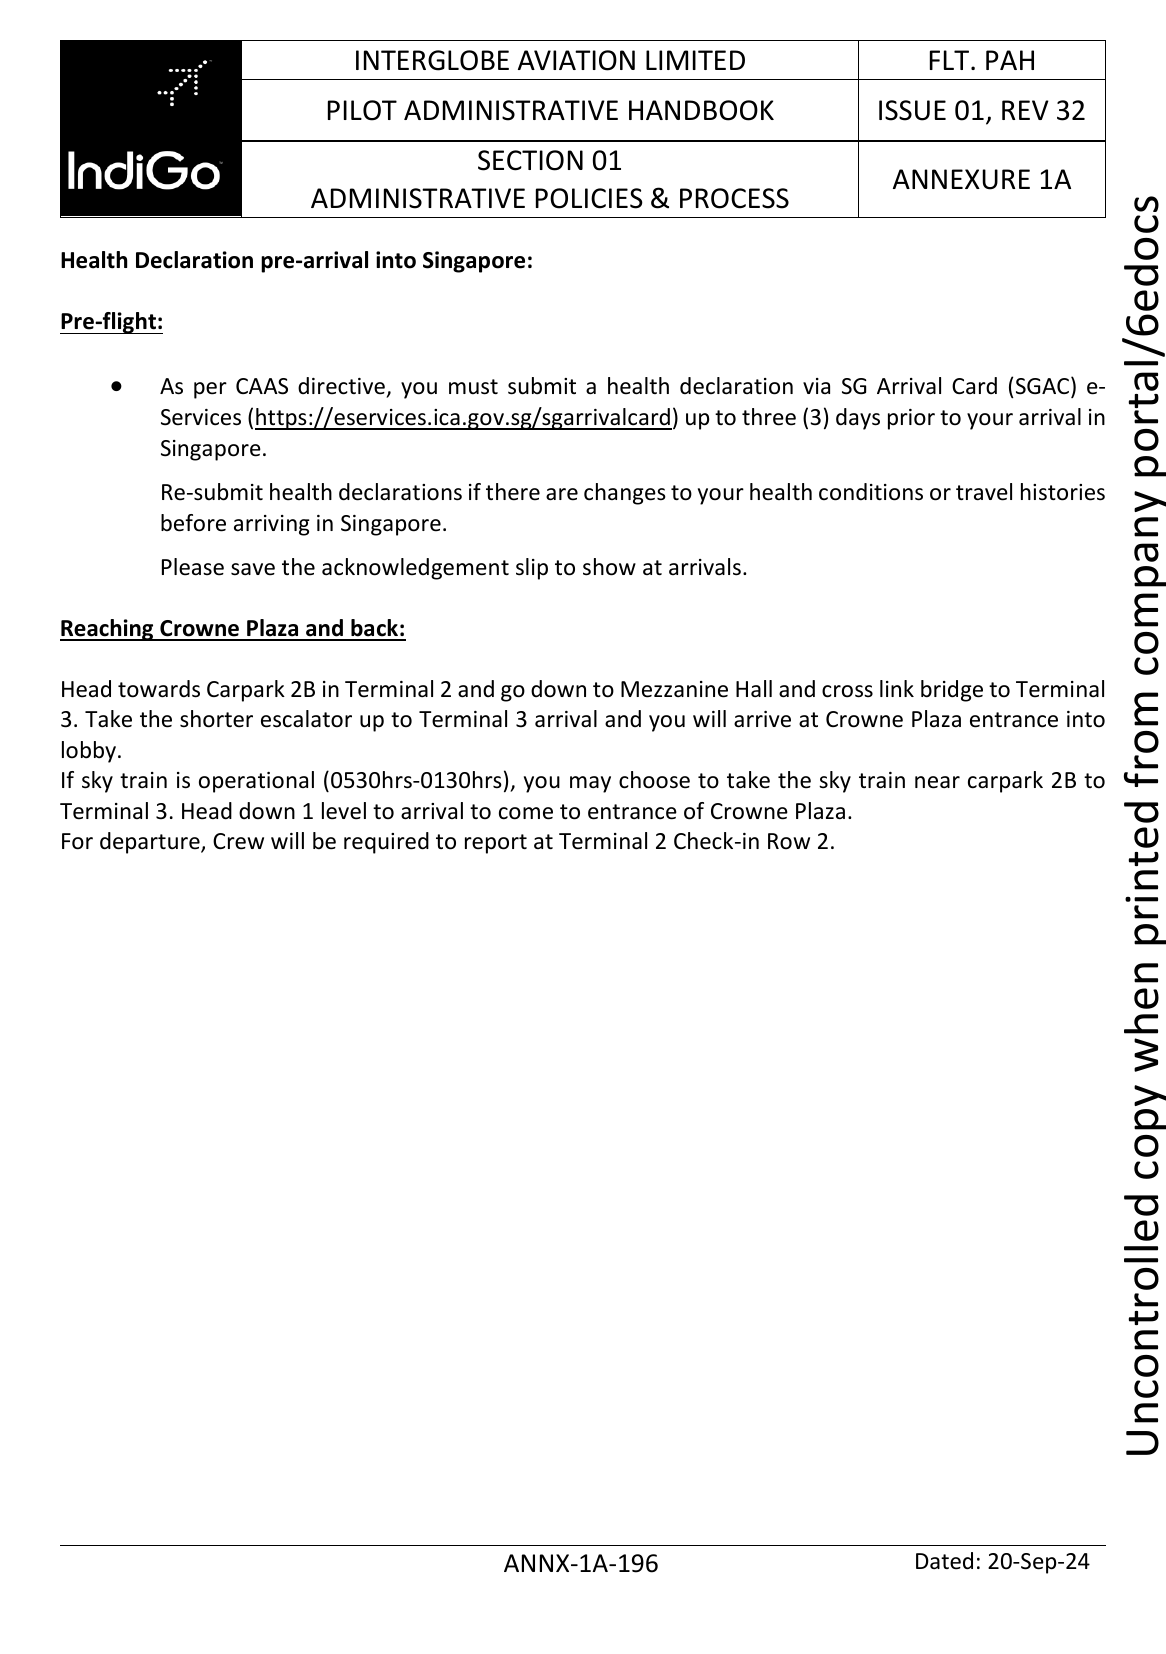 INTERGLOBE AVIATION LIMITED
FLT. PAH
PILOT ADMINISTRATIVE HANDBOOK
ISSUE 01, REV 32
IndiGo
SECTION 01
ADMINISTRATIVE POLICIES & PROCESS
ANNEXURE 1A
Health Declaration pre-arrival into Singapore:
Pre-flight:
● As per CAAS directive, you must submit a health declaration via SG Arrival Card (SGAC) e-
Services (https://eservices.ica.gov.sg/sgarrivalcard) up to three (3) days prior to your arrival in
Singapore.
Re-submit health declarations if there are changes to your health conditions or travel histories
before arriving in Singapore.
Please save the acknowledgement slip to show at arrivals.
Reaching Crowne Plaza and back:
Head towards Carpark 2B in Terminal 2 and go down to Mezzanine Hall and cross link bridge to Terminal
3. Take the shorter escalator up to Terminal 3 arrival and you will arrive at Crowne Plaza entrance into
lobby.
If sky train is operational (0530hrs-0130hrs), you may choose to take the sky train near carpark 2B to
Terminal 3. Head down 1 level to arrival to come to entrance of Crowne Plaza.
For departure, Crew will be required to report at Terminal 2 Check-in Row 2.
Uncontrolled copy when printed from company portal/6edocs
ANNX-1A-196
Dated: 20-Sep-24